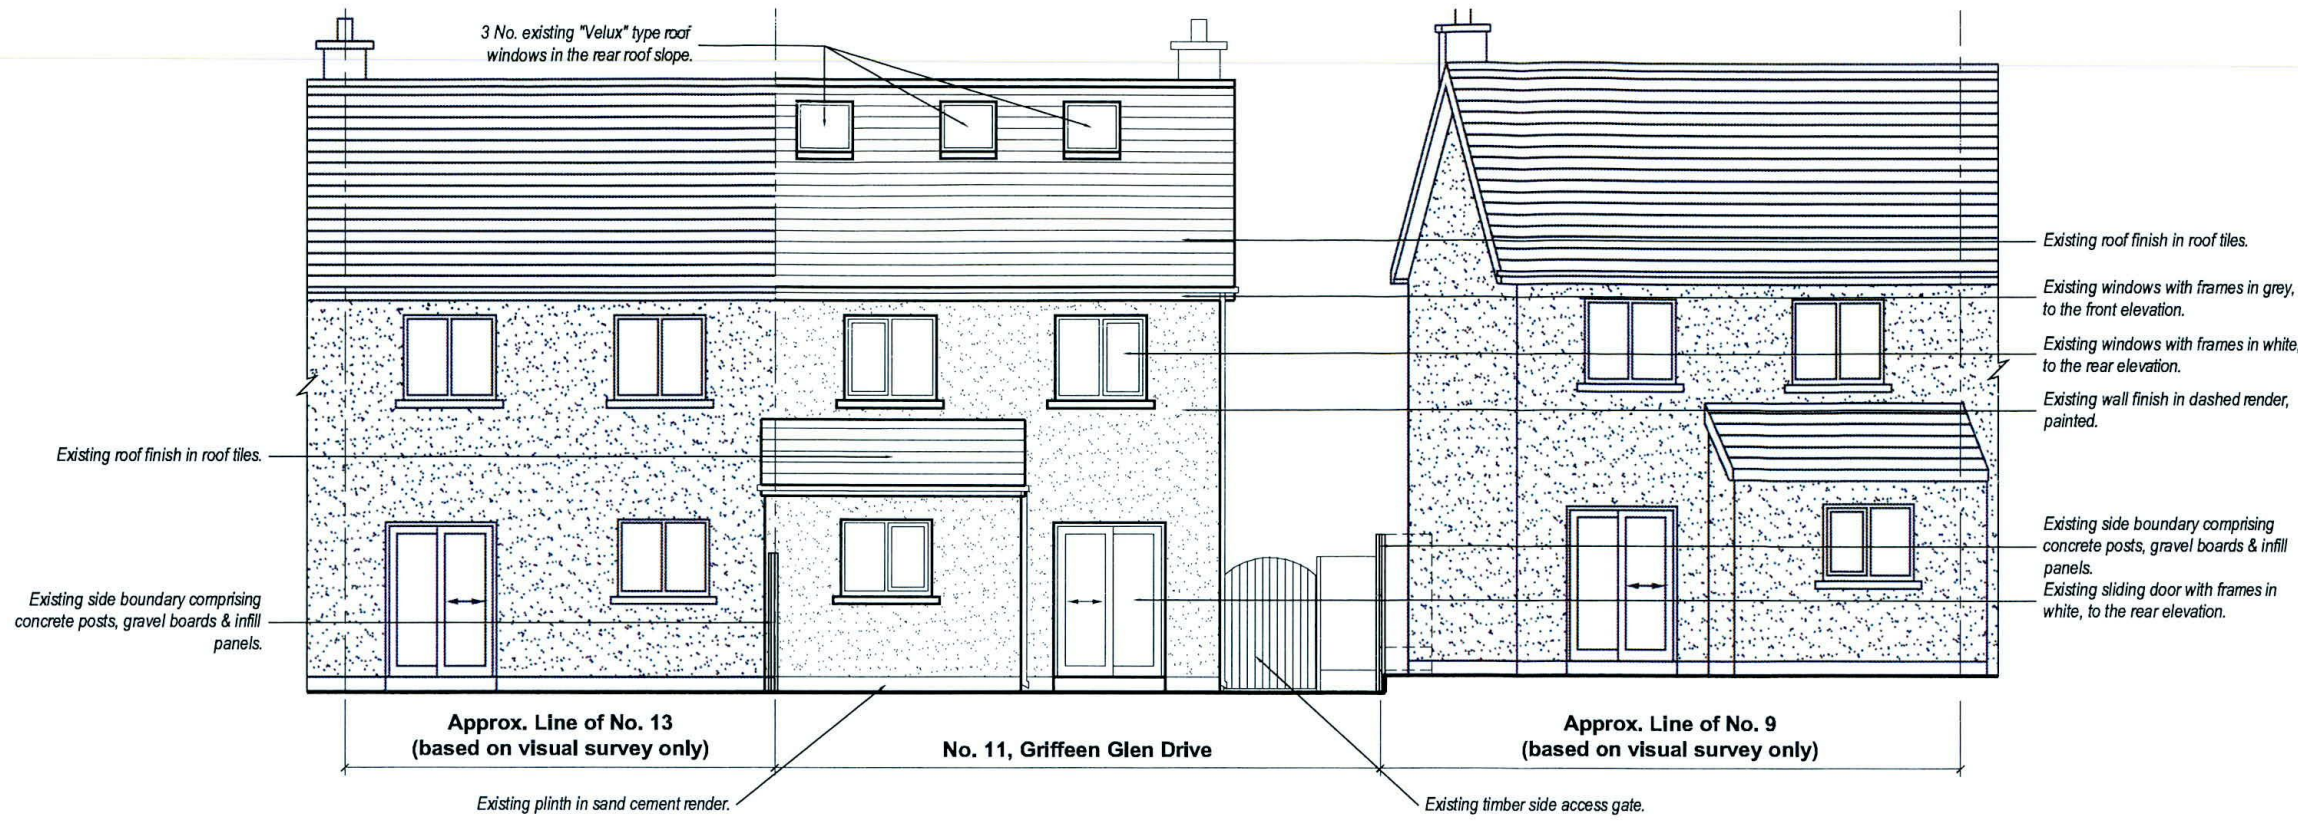 3 No. existing "Velux" type roof
windows in the rear roof slope.
Existing roof finish in roof tiles.
Existing windows with frames in grey,
to the front elevation.
Existing windows with frames in white,
to the rear elevation.
Existing wall finish in dashed render,
painted.
Existing roof finish in roof tiles.
Existing side boundary comprising
concrete posts, gravel boards & infill
panels.
Existing sliding door with frames in
white, to the rear elevation.
Existing side boundary comprising
concrete posts, gravel boards & infill
panels.
Approx. Line of No. 13
(based on visual survey only)
No. 11, Griffeen Glen Drive
Approx. Line of No. 9
(based on visual survey only)
Existing plinth in sand cement render.
Existing timber side access gate.